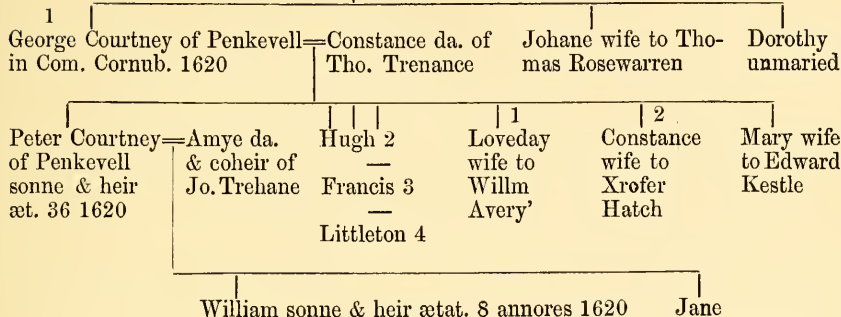 1
George Courtney of Penkevell=Constance da. of
in Com. Cornub. 1620
Tho. Trenance
Johane wife to Tho-
mas Rosewarren
Dorothy
unmaried
Peter Courtney=Amye da.
of Penkevell
sonne & heir
æt. 36 1620
& coheir of
Jo. Trehane
Hugh 2
—
Francis 3
—
Littleton 4
1
Loveday
wife to
Willm
Avery'
2
Constance
wife to
Xrofer
Hatch
Mary wife
to Edward
Kestle
William sonne & heir ætat. 8 annores 1620
Jane